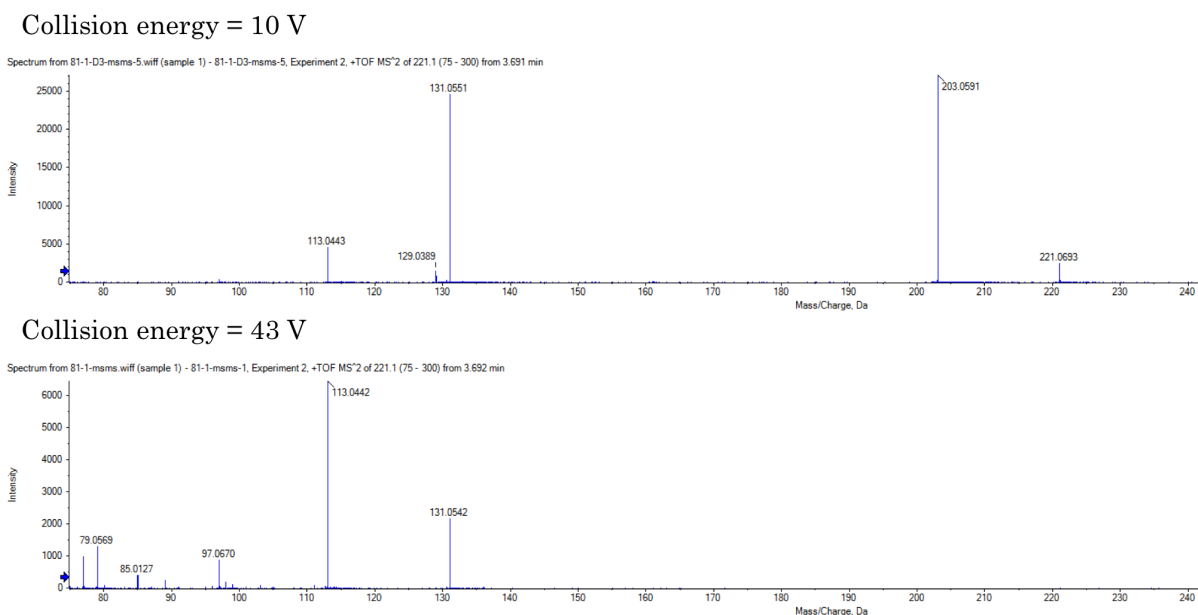 Collision energy = 10 V
Spectrum from 81-1-D3-msms-5.wiff (sample 1) - 81-1-D3-msms-5, Experiment 2, +TOF MS^2 of 221.1 (75 - 300) from 3.691 min
Intensity
25000
20000
15000
10000
5000
0
131.0551
203.0591
113.0443
129.0389
221.0693
80 90 100 110 120 130 140 150 160 170 180 190 200 210 220 230 240
Mass/Charge, Da
Collision energy = 43 V
Spectrum from 81-1-msms.wiff (sample 1) - 81-1-msms-1, Experiment 2, +TOF MS^2 of 221.1 (75 - 300) from 3.692 min
Intensity
6000
5000
4000
3000
2000
1000
0
113.0442
131.0542
79.0569
97.0670
85.0127
80 90 100 110 120 130 140 150 160 170 180 190 200 210 220 230 240
Mass/Charge, Da